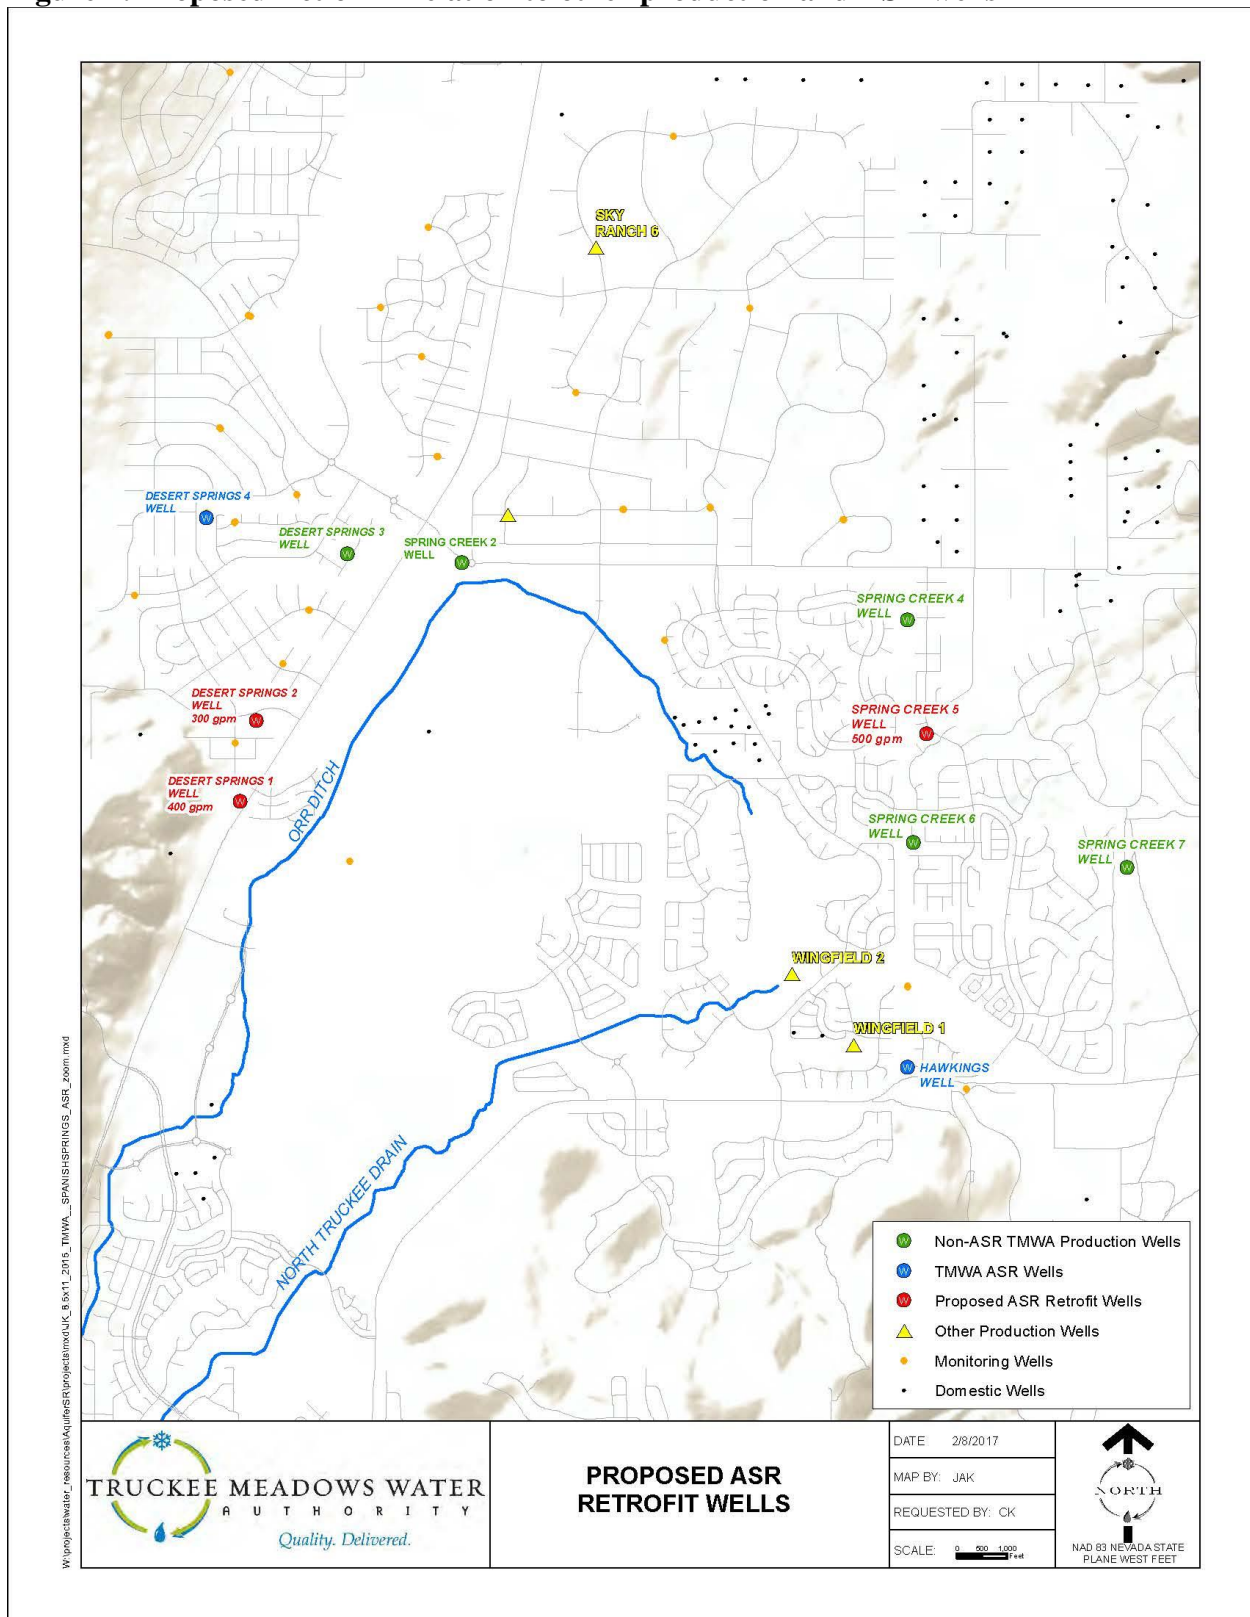 SKY
RANCH 6
DESERT SPRINGS 4
WELL
DESERT SPRINGS 3
WELL
SPRING CREEK 2
WELL
SPRING CREEK 4
WELL
DESERT SPRINGS 2
WELL
300 gpm
SPRING CREEK 5
WELL
500 gpm
DESERT SPRINGS 1
WELL
400 gpm
ORR DITCH
SPRING CREEK 6
WELL
SPRING CREEK 7
WELL
WINGFIELD 2
WINGFIELD 1
HAWKINGS
WELL
NORTH TRUCKEE DRAIN
Non-ASR TMWA Production Wells
TMWA ASR Wells
Proposed ASR Retrofit Wells
Other Production Wells
Monitoring Wells
Domestic Wells
TRUCKEE MEADOWS WATER
AUTHORITY
Quality. Delivered.
PROPOSED ASR
RETROFIT WELLS
DATE 2/8/2017
MAP BY: JAK
REQUESTED BY: CK
SCALE: 0 500 1,000
Feet
NORTH
NAD 83 NEVADA STATE
PLANE WEST FEET